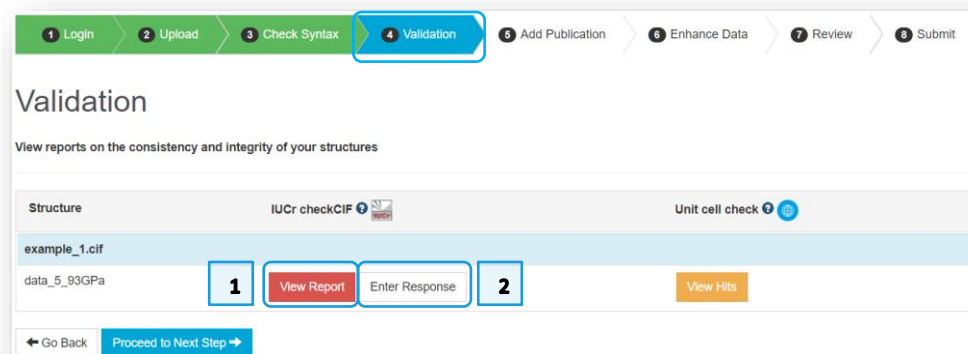 1 Login 2 Upload 3 Check Syntax 4 Validation 5 Add Publication 6 Enhance Data 7 Review 8 Submit
Validation
View reports on the consistency and integrity of your structures
Structure IUCr checkCIF ? IUCr Unit cell check ?
example_1.cif
data_5_93GPa 1 View Report Enter Response 2 View Hits
Go Back Proceed to Next Step